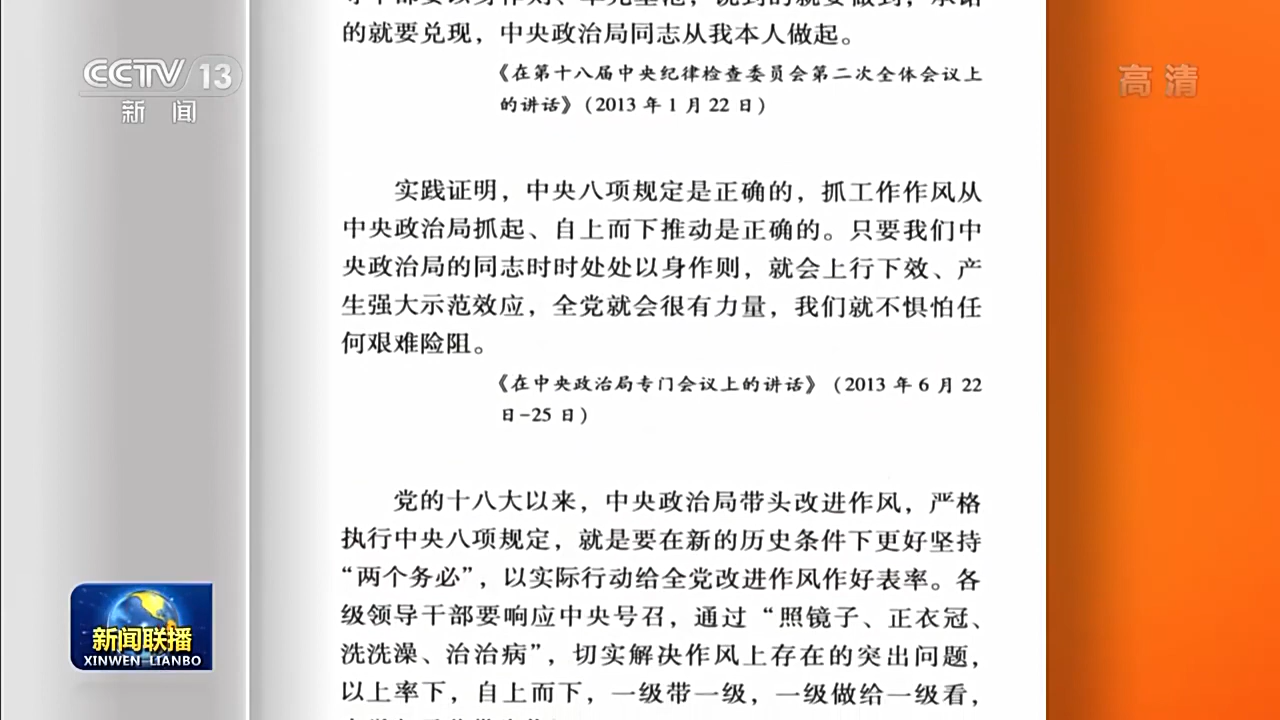 的就要兑现，中央政治局同志从我本人做起。
《在第十八届中央纪律检查委员会第二次全体会议上
的讲话》(2013 年 1 月 22 日)
实践证明，中央八项规定是正确的，抓工作作风从
中央政治局抓起、自上而下推动是正确的。只要我们中
央政治局的同志时时处处以身作则，就会上行下效、产
生强大示范效应，全党就会很有力量，我们就不惧怕任
何艰难险阻。
《在中央政治局专门会议上的讲话》(2013 年 6 月 22
日-25 日)
党的十八大以来，中央政治局带头改进作风，严格
执行中央八项规定，就是要在新的历史条件下更好坚持
“两个务必”，以实际行动给全党改进作风作好表率。各
级领导干部要响应中央号召，通过“照镜子、正衣冠、
洗洗澡、治治病”，切实解决作风上存在的突出问题，
以上率下，自上而下，一级带一级，一级做给一级看，
CCTV 13
新闻
高清
新闻联播
XINWEN LIANBO